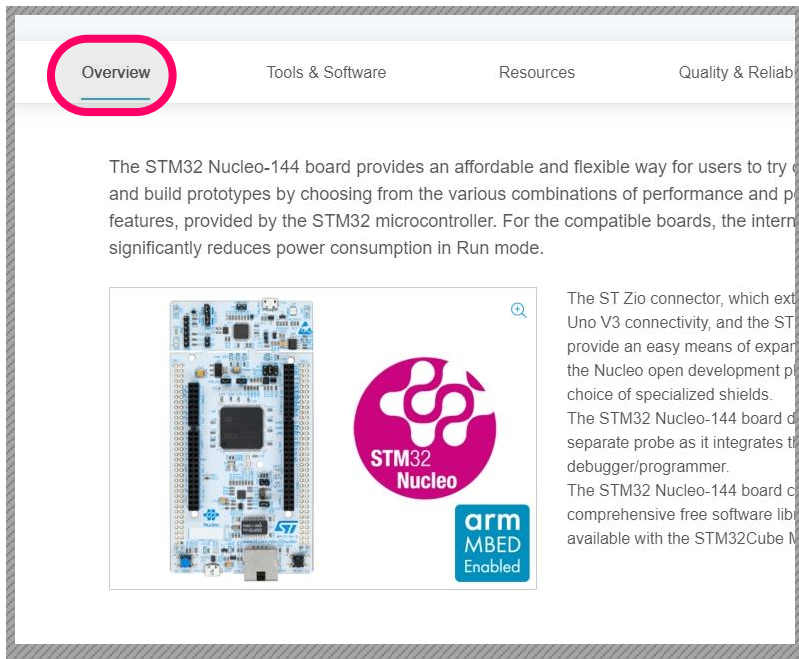 Overview
Tools & Software
Resources
Quality & Reliab
The STM32 Nucleo-144 board provides an affordable and flexible way for users to try
and build prototypes by choosing from the various combinations of performance and
features, provided by the STM32 microcontroller. For the compatible boards, the intern
significantly reduces power consumption in Run mode.
The ST Zio connector, which ext
Uno V3 connectivity, and the ST
provide an easy means of expan
the Nucleo open development
choice of specialized shields.
The STM32 Nucleo-144 board d
separate probe as it integrates
debugger/programmer.
The STM32 Nucleo-144 board
comprehensive free software
available with the STM32Cube
STM32
Nucleo
arm
MBED
Enabled
Nucleo
ST